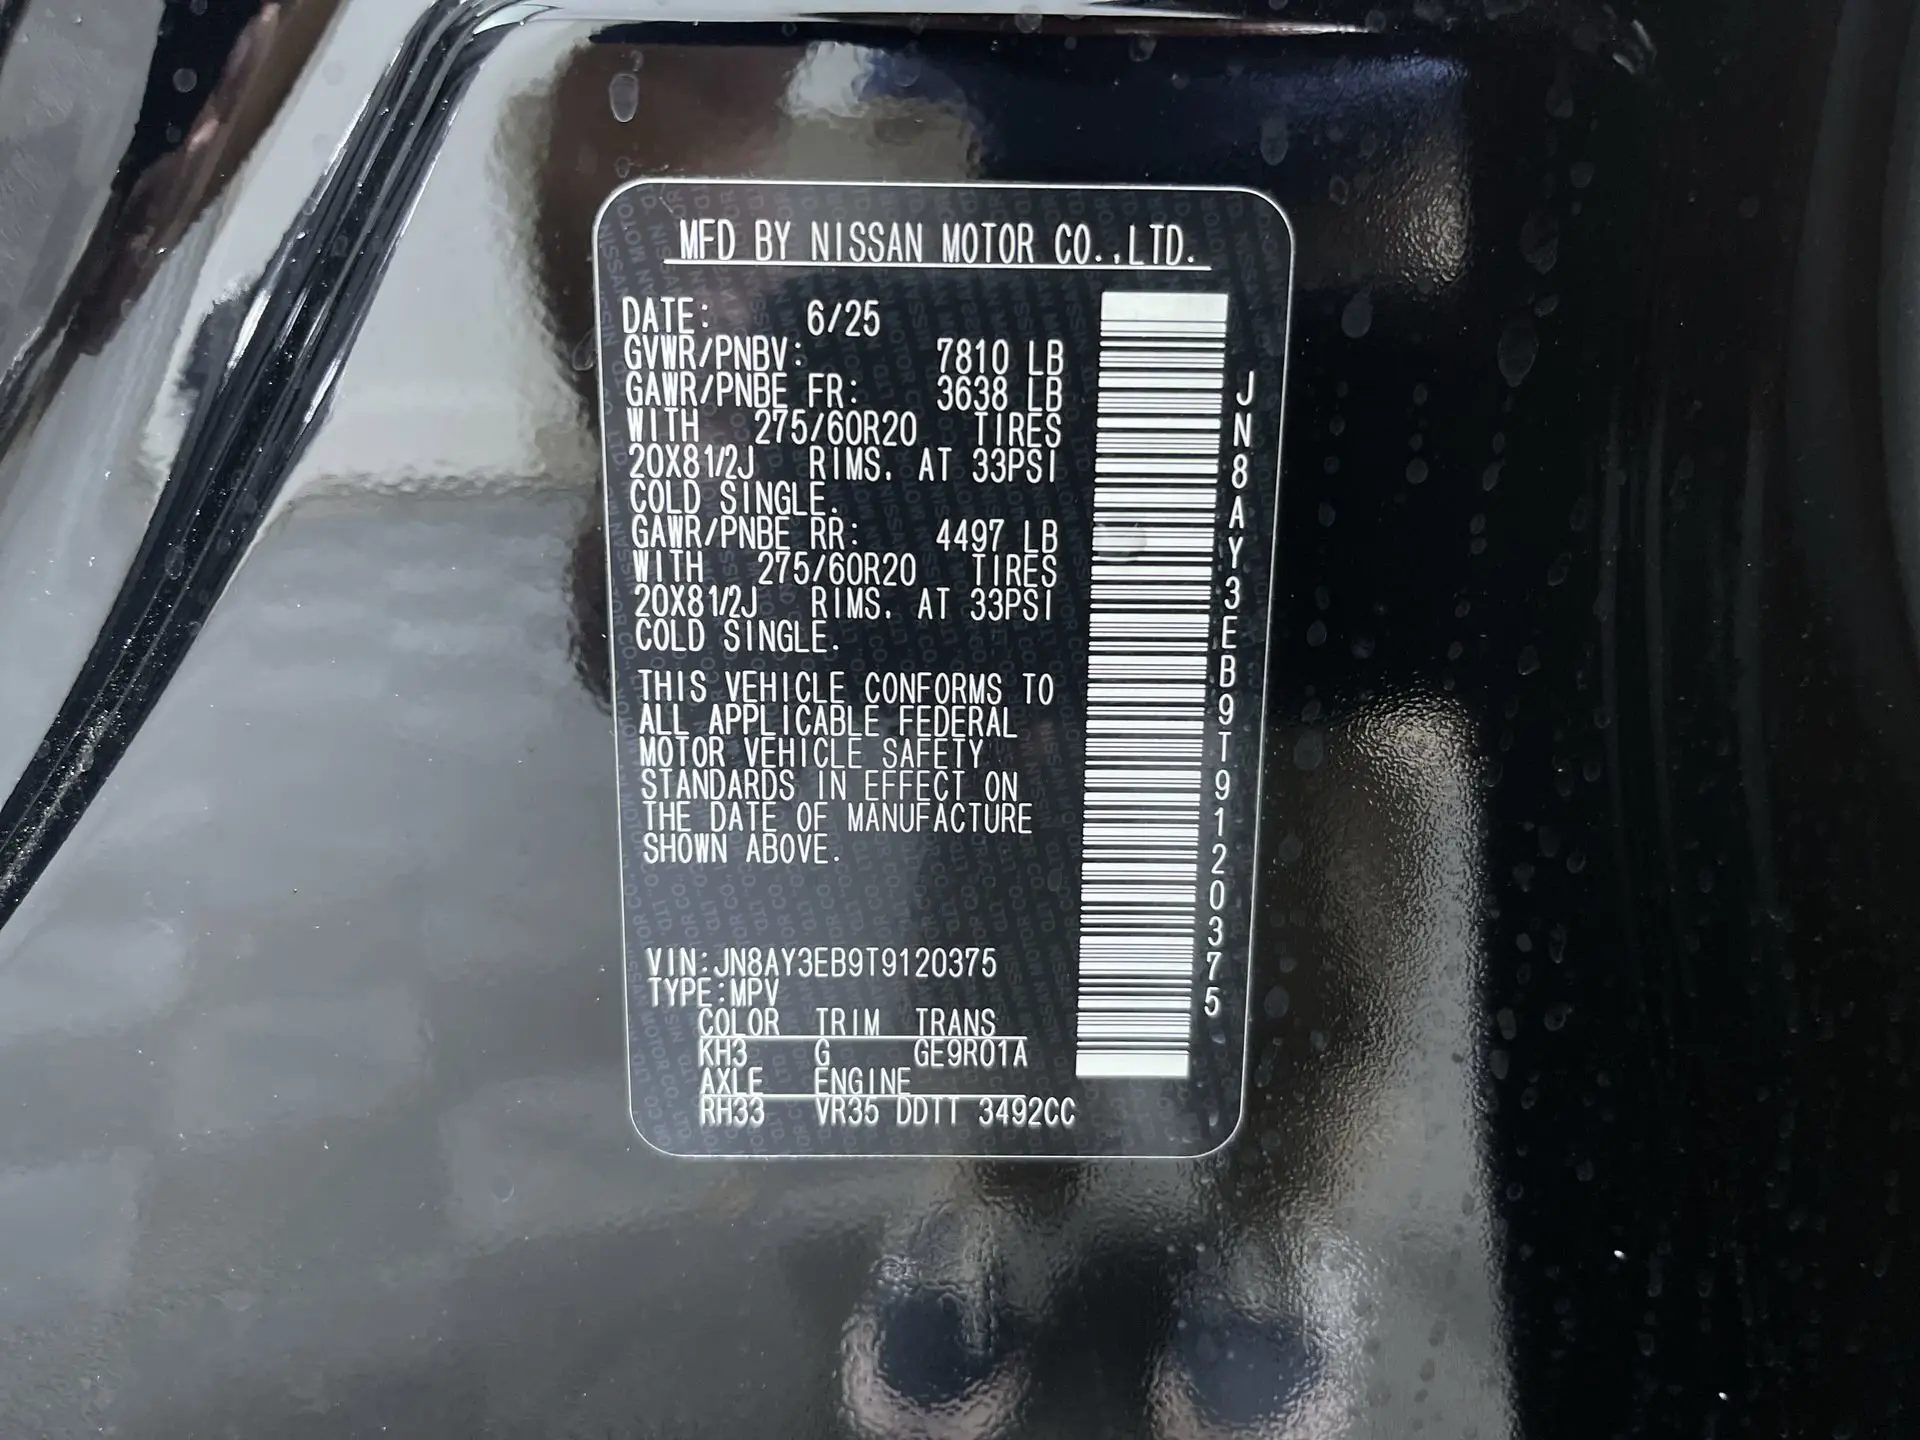 MFD BY NISSAN MOTOR CO.,LTD.
DATE: 6/25
GVWR/PNBV: 7810 LB
GAWR/PNBE FR: 3638 LB
WITH 275/60R20 TIRES
20X81/2J RIMS. AT 33PSI
COLD SINGLE.
GAWR/PNBE RR: 4497 LB
WITH 275/60R20 TIRES
20X81/2J RIMS. AT 33PSI
COLD SINGLE.
THIS VEHICLE CONFORMS TO
ALL APPLICABLE FEDERAL
MOTOR VEHICLE SAFETY
STANDARDS IN EFFECT ON
THE DATE OF MANUFACTURE
SHOWN ABOVE.
VIN:JN8AY3EB9T9120375
TYPE:MPV
COLOR TRIM TRANS
KH3 G GE9R01A
AXLE ENGINE
RH33 VR35 DDTT 3492CC
JN8AY3EB9T9120375